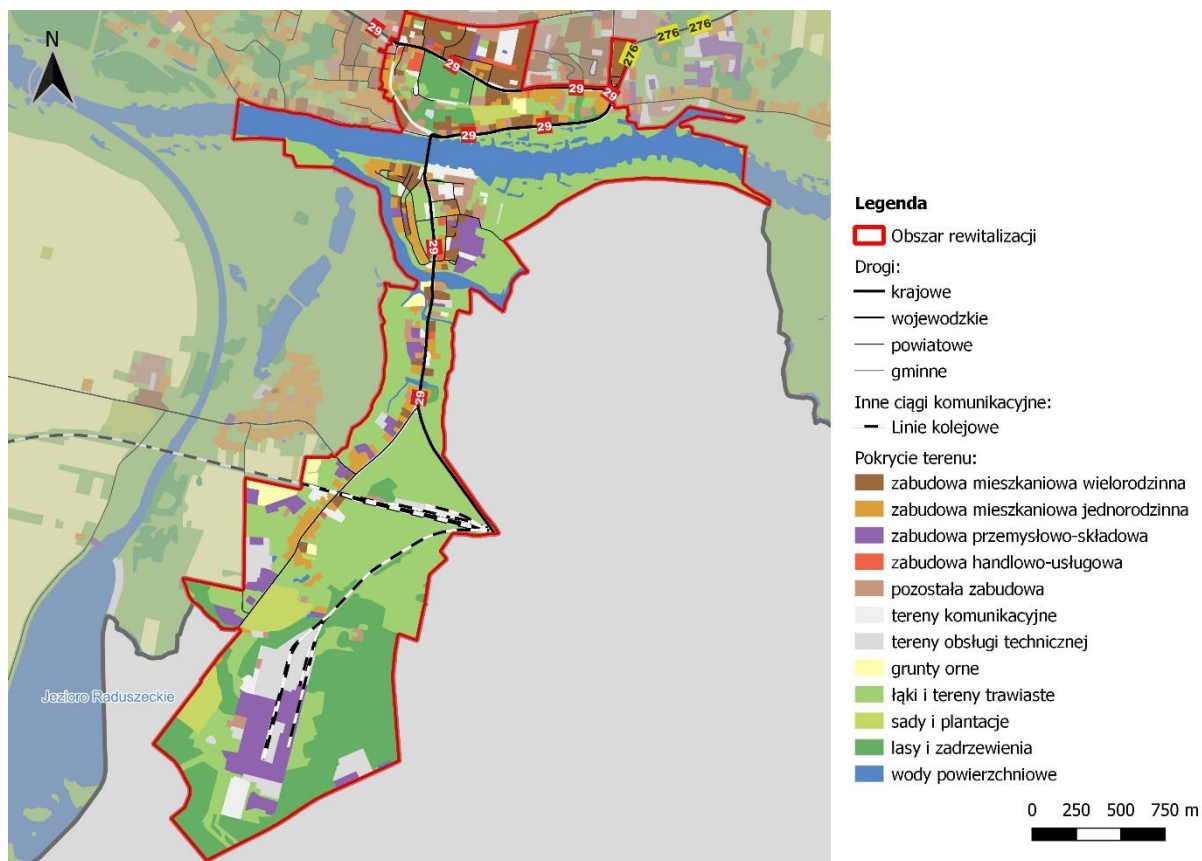 N
29
29
29
29
29
29
29
29
29
276
276
276
Jezioro Raduszeckie
Legenda
Obszar rewitalizacji
Drogi:
krajowe
wojewodzkie
powiatowe
gminne
Inne ciągi komunikacyjne:
Linie kolejowe
Pokrycie terenu:
zabudowa mieszkaniowa wielorodzinna
zabudowa mieszkaniowa jednorodzinna
zabudowa przemysłowo-składowa
zabudowa handlowo-usługowa
pozostała zabudowa
tereny komunikacyjne
tereny obsługi technicznej
grunty orne
łąki i tereny trawiaste
sady i plantacje
lasy i zadrzewienia
wody powierzchniowe
0 250 500 750 m